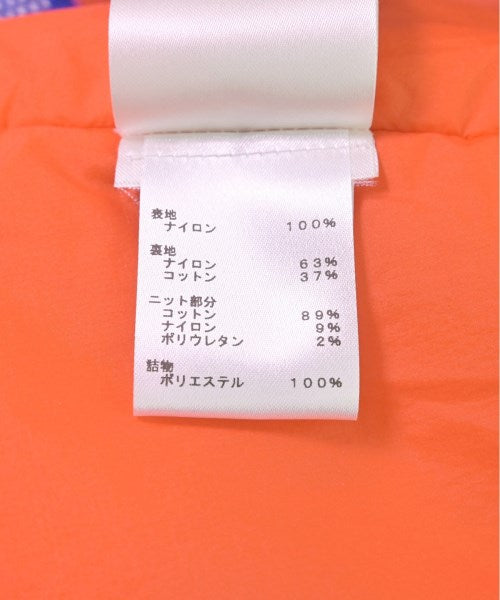 表地
ナイロン 100%
裏地
ナイロン 63%
コットン 37%
ニット部分
コットン 89%
ナイロン 9%
ポリウレタン 2%
詰物
ポリエステル 100%